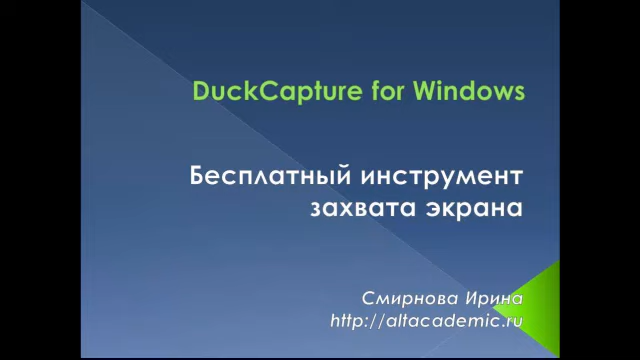 DuckCapture for Windows
Бесплатный инструмент
захвата экрана
Смирнова Ирина
http://altacademic.ru